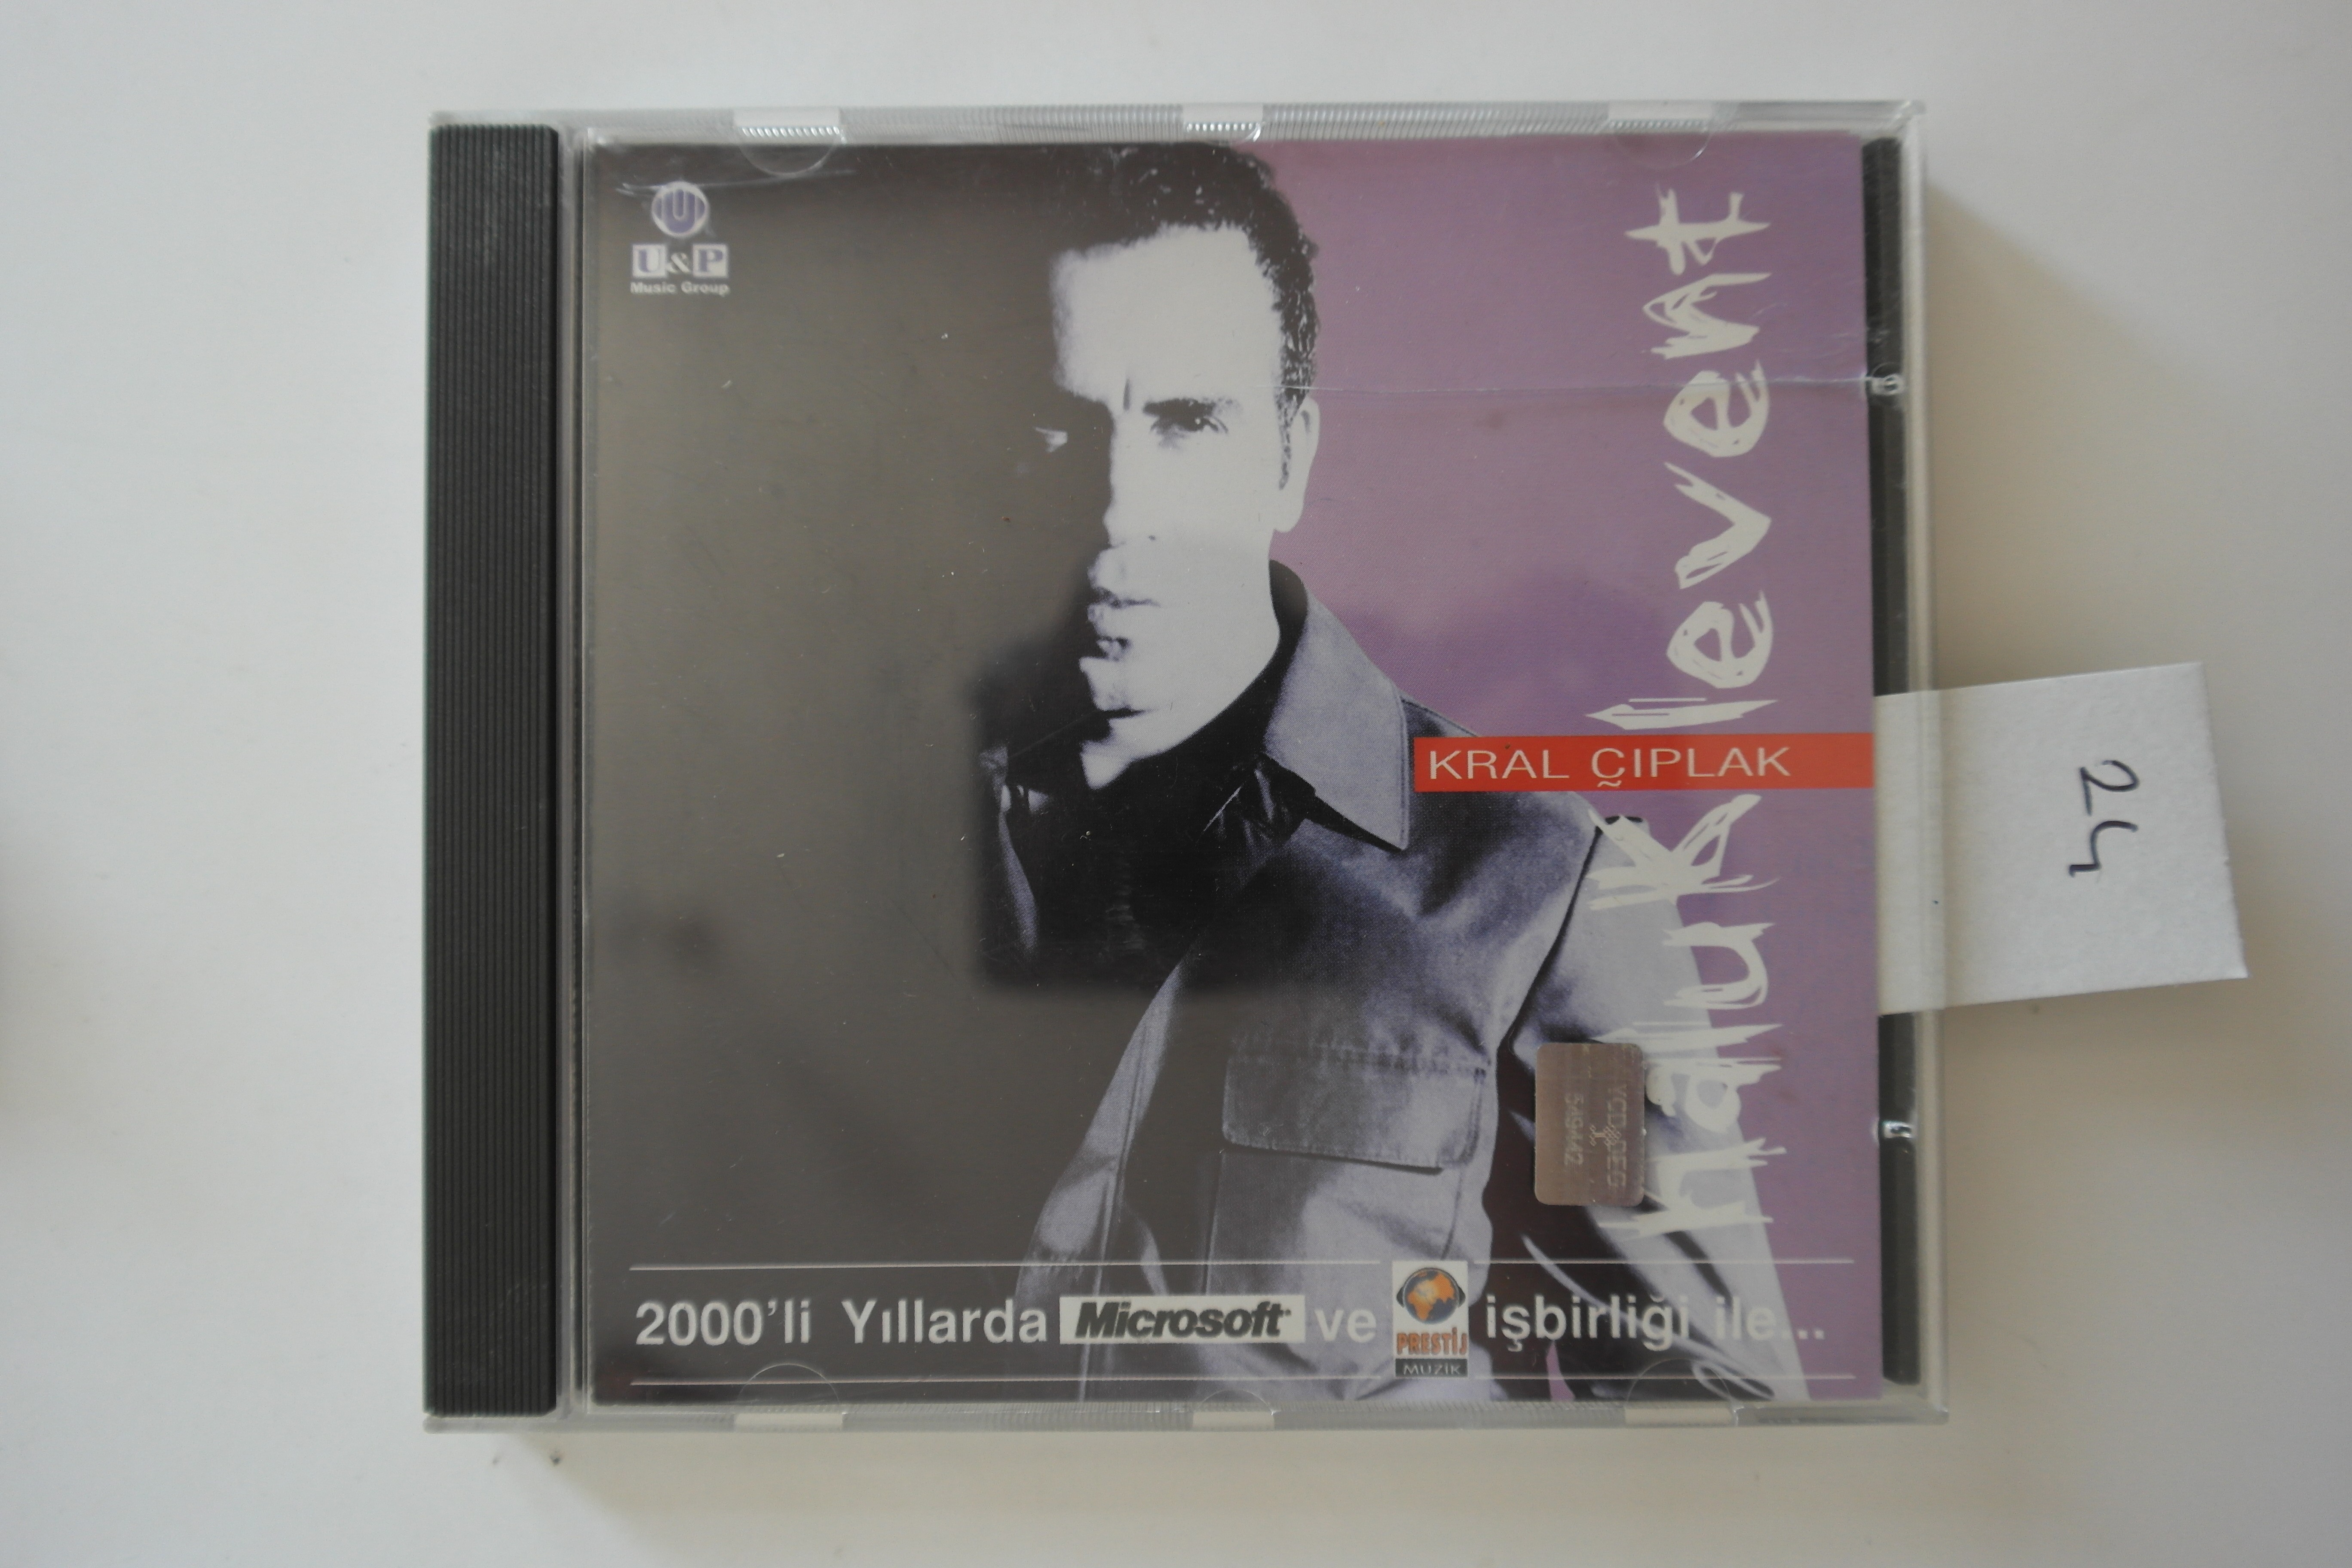 U
U&P
Music Group
haluk levent
KRAL ÇIPLAK
24
2000'li Yıllarda Microsoft ve PRESTİJ MÜZİK işbirliği ile...